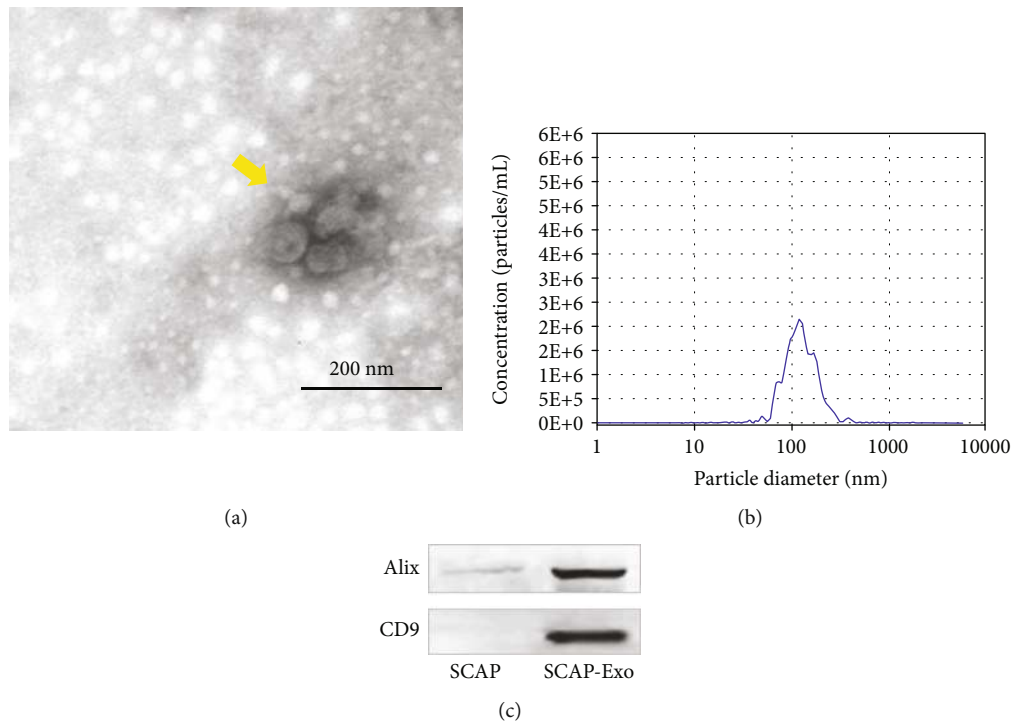 200 nm
(a)
Concentration (particles/mL)
6E+6
6E+6
5E+6
5E+6
4E+6
4E+6
3E+6
3E+6
2E+6
2E+6
1E+6
5E+5
0E+0
1 10 100 1000 10000
Particle diameter (nm)
(b)
Alix
CD9
SCAP SCAP-Exo
(c)